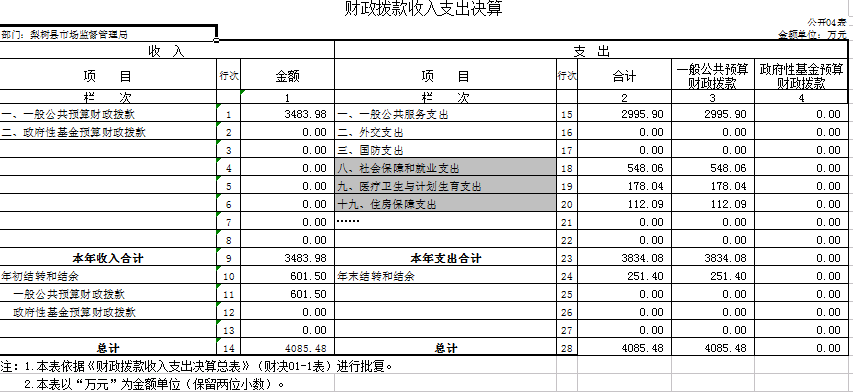 财政拨款收入支出决算
公开04表
部门：梨树县市场监督管理局 金额单位：万元
收 入 支 出
项 目 行次 金额 项 目 行次 合计 一般公共预算财政拨款 政府性基金预算财政拨款
栏 次 1 栏 次 2 3 4
一、一般公共预算财政拨款 1 3483.98 一、一般公共服务支出 15 2995.90 2995.90 0.00
二、政府性基金预算财政拨款 2 0.00 二、外交支出 16 0.00 0.00 0.00
3 0.00 三、国防支出 17 0.00 0.00 0.00
4 0.00 八、社会保障和就业支出 18 548.06 548.06 0.00
5 0.00 九、医疗卫生与计划生育支出 19 178.04 178.04 0.00
6 0.00 十九、住房保障支出 20 112.09 112.09 0.00
7 0.00 …… 21 0.00 0.00 0.00
8 0.00 22 0.00 0.00 0.00
本年收入合计 9 3483.98 本年支出合计 23 3834.08 3834.08 0.00
年初结转和结余 10 601.50 年末结转和结余 24 251.40 251.40 0.00
一般公共预算财政拨款 11 601.50 25 0.00 0.00 0.00
政府性基金预算财政拨款 12 0.00 26 0.00 0.00 0.00
13 0.00 27 0.00 0.00 0.00
总计 14 4085.48 总计 28 4085.48 4085.48 0.00
注：1.本表依据《财政拨款收入支出决算总表》（财决01-1表）进行批复。
2.本表以“万元”为金额单位（保留两位小数）。